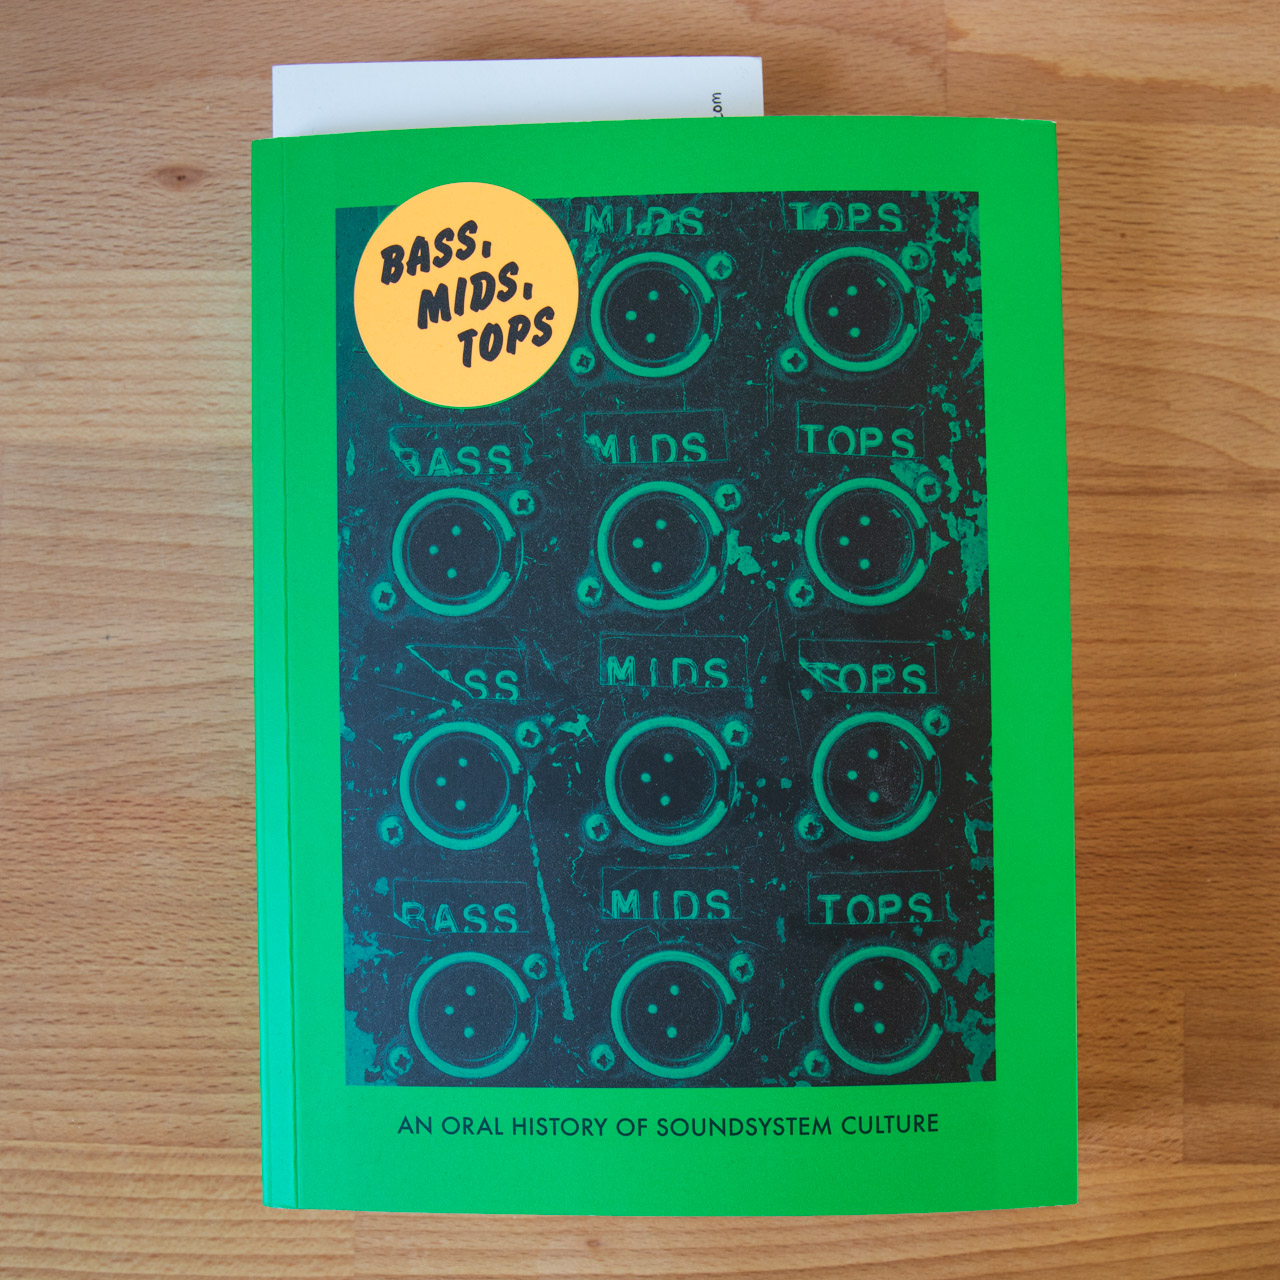 com
BASS,
MIDS,
TOPS
MIDS TOPS
BASS MIDS TOPS
SS MIDS TOPS
BASS MIDS TOPS
AN ORAL HISTORY OF SOUNDSYSTEM CULTURE